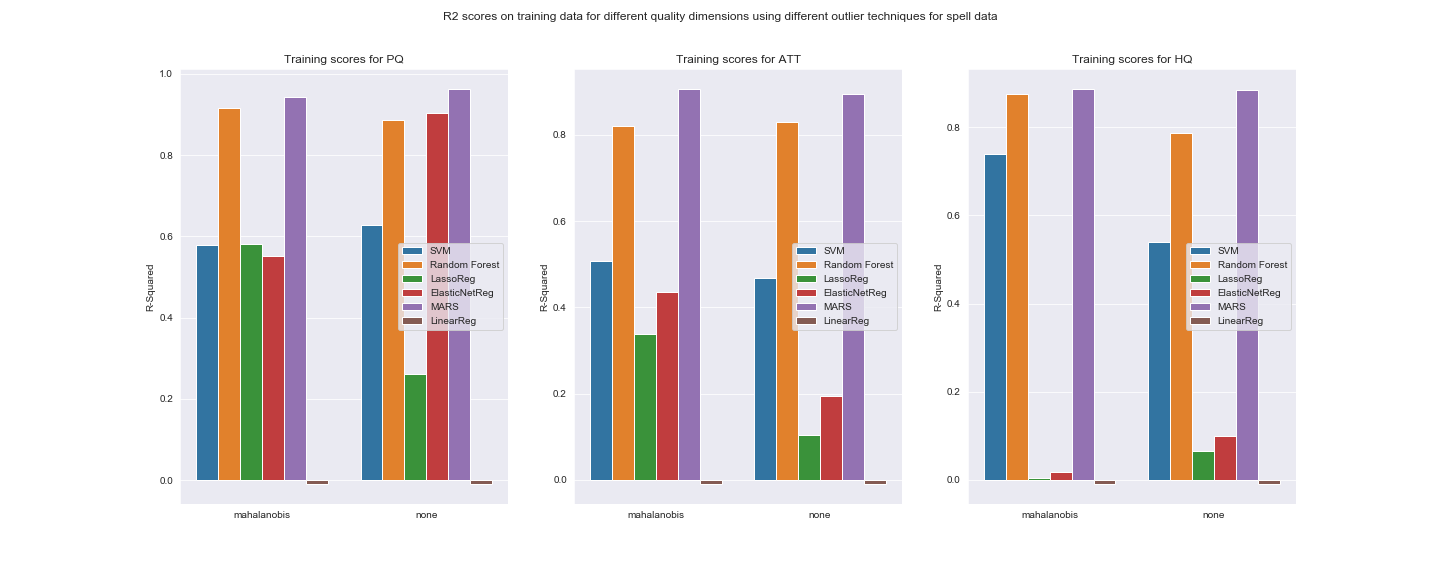 R2 scores on training data for different quality dimensions using different outlier techniques for spell data
Training scores for PQ
1.0
0.8
0.6
0.4
0.2
0.0
R-Squared
SVM
Random Forest
LassoReg
ElasticNetReg
MARS
LinearReg
mahalanobis
none
Training scores for ATT
0.8
0.6
0.4
0.2
0.0
R-Squared
SVM
Random Forest
LassoReg
ElasticNetReg
MARS
LinearReg
mahalanobis
none
Training scores for HQ
0.8
0.6
0.4
0.2
0.0
R-Squared
SVM
Random Forest
LassoReg
ElasticNetReg
MARS
LinearReg
mahalanobis
none